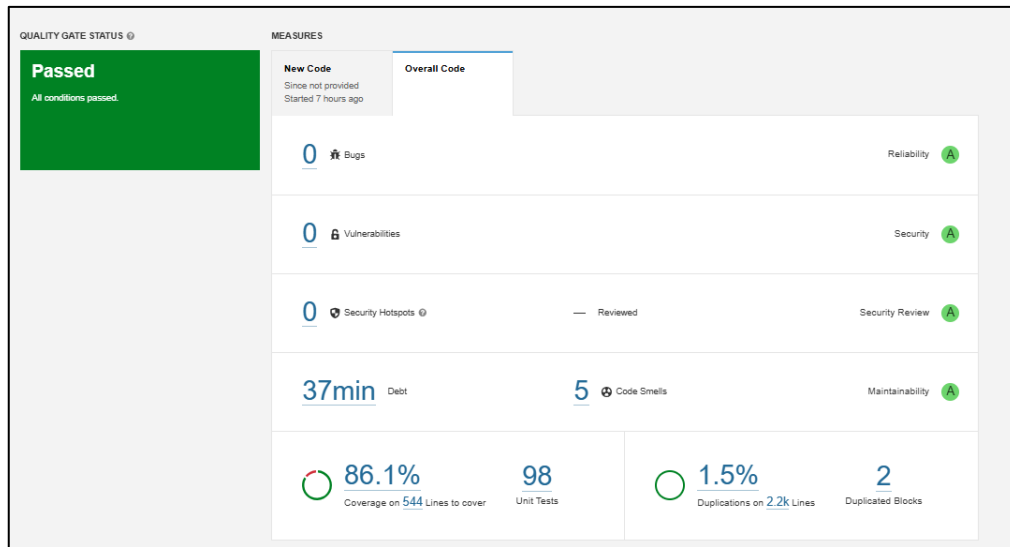 QUALITY GATE STATUS
MEASURES
Passed
All conditions passed.
New Code
Since not provided
Started 7 hours ago
Overall Code
0 Bugs
Reliability A
0 Vulnerabilities
Security A
0 Security Hotspots
— Reviewed
Security Review A
37min Debt
5 Code Smells
Maintainability A
86.1%
Coverage on 544 Lines to cover
98
Unit Tests
1.5%
Duplications on 2.2k Lines
2
Duplicated Blocks